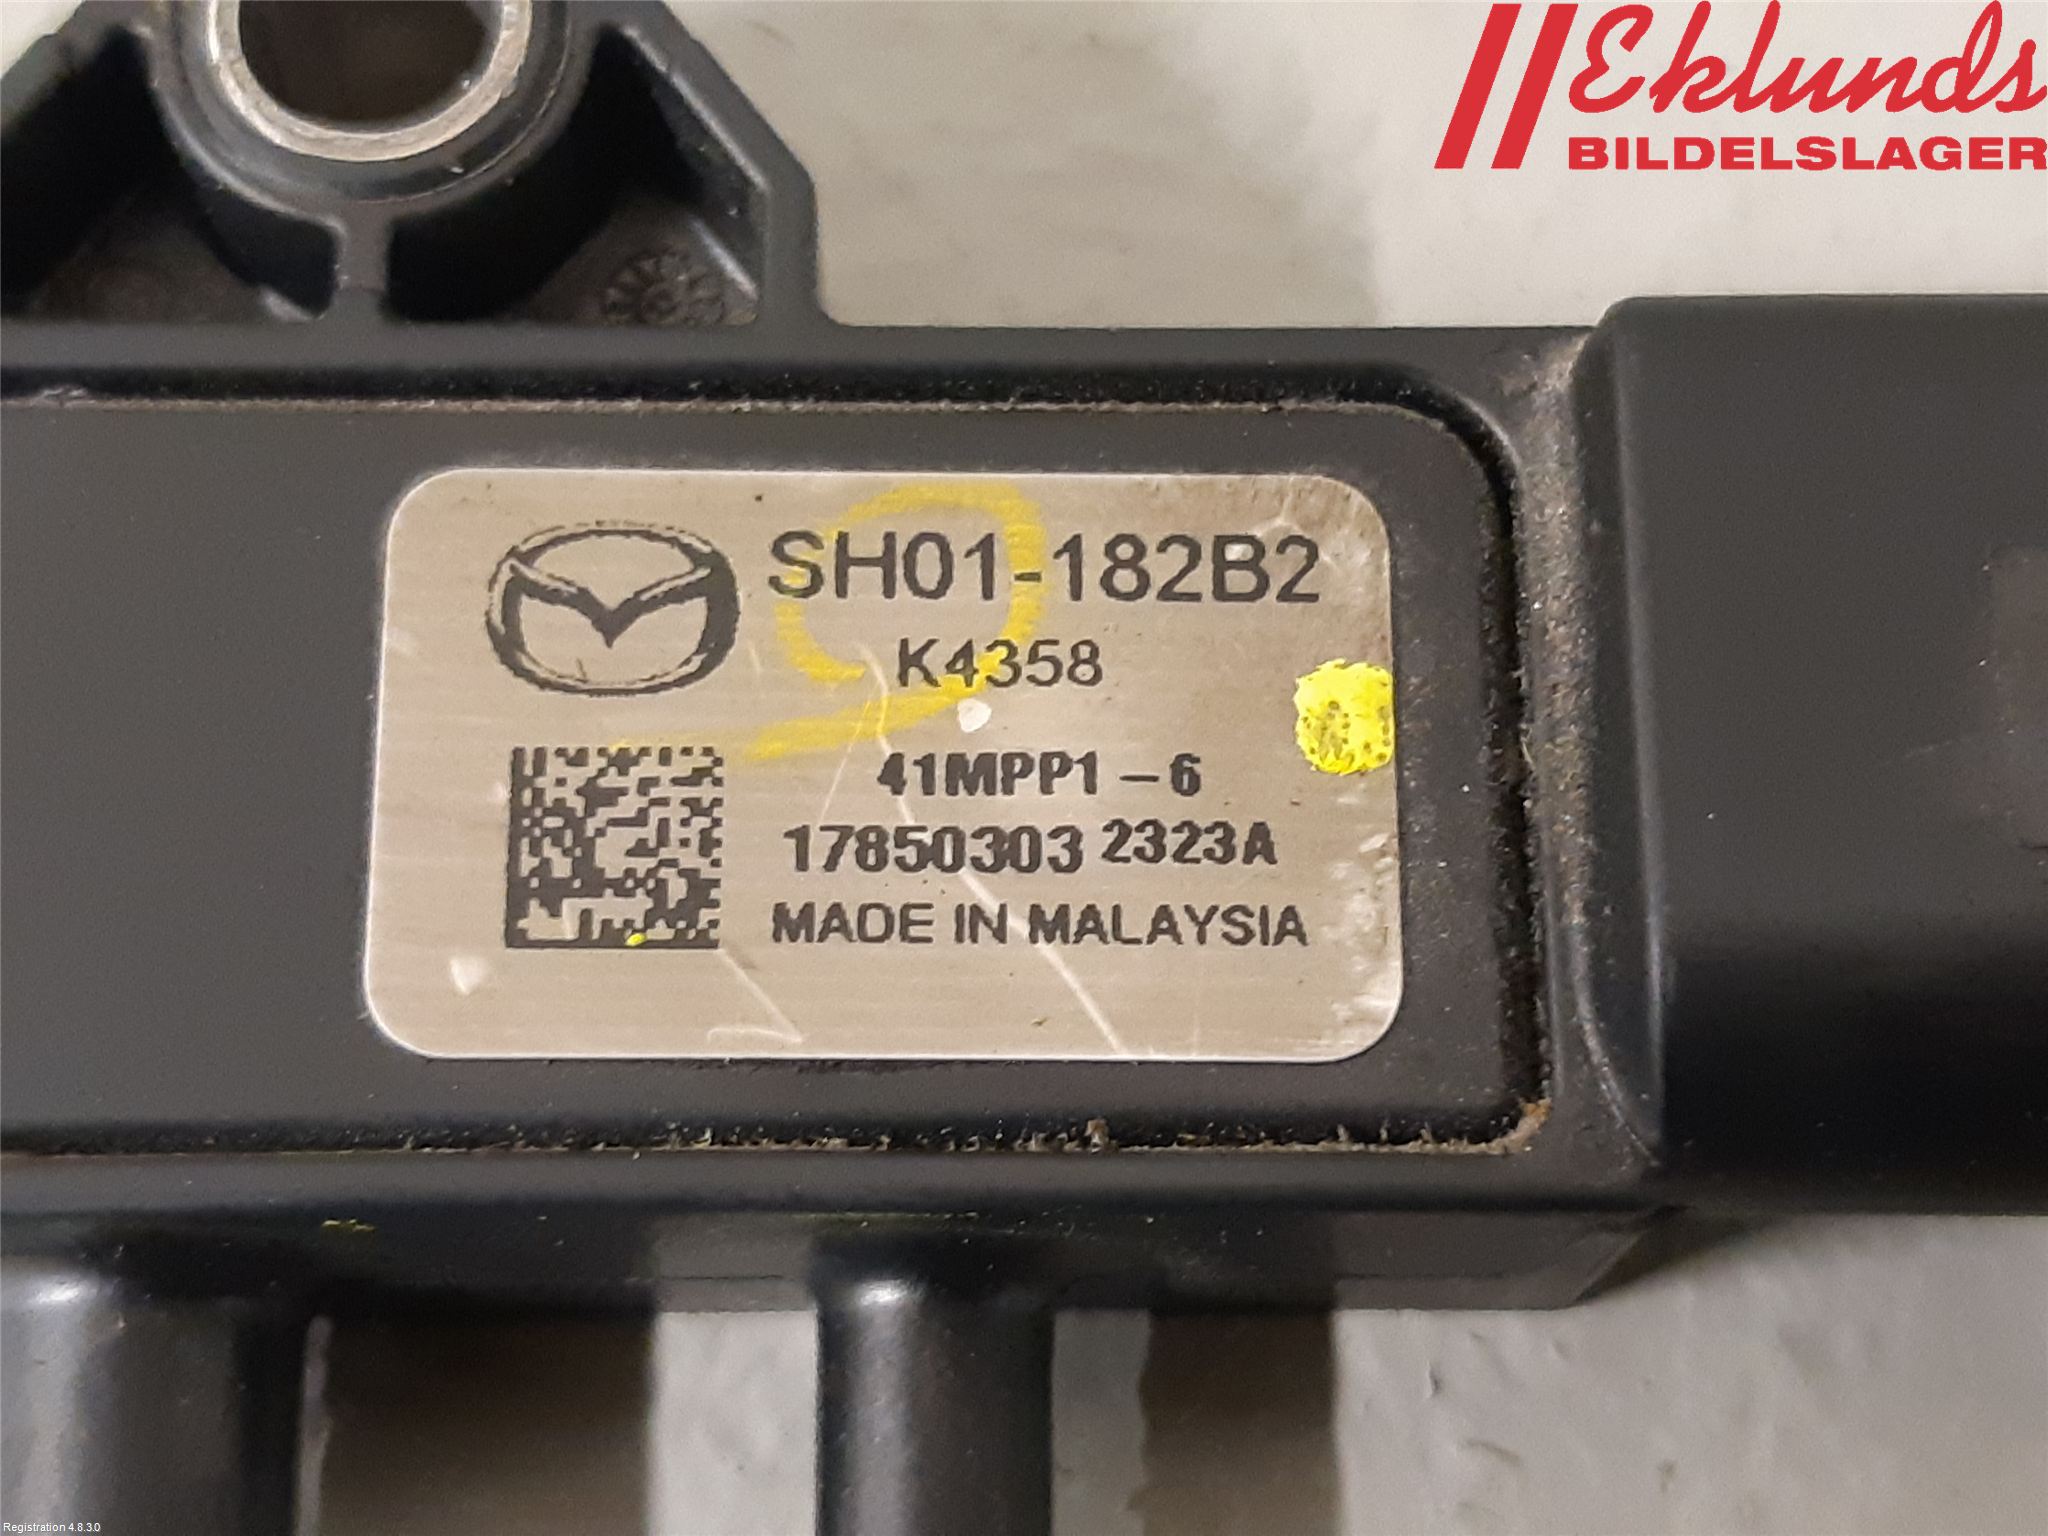 Eklunds
BILDELSLAGER
SH01-182B2
K4358
41MPP1-6
17850303 2323A
MADE IN MALAYSIA
Registration 4.8.3.0